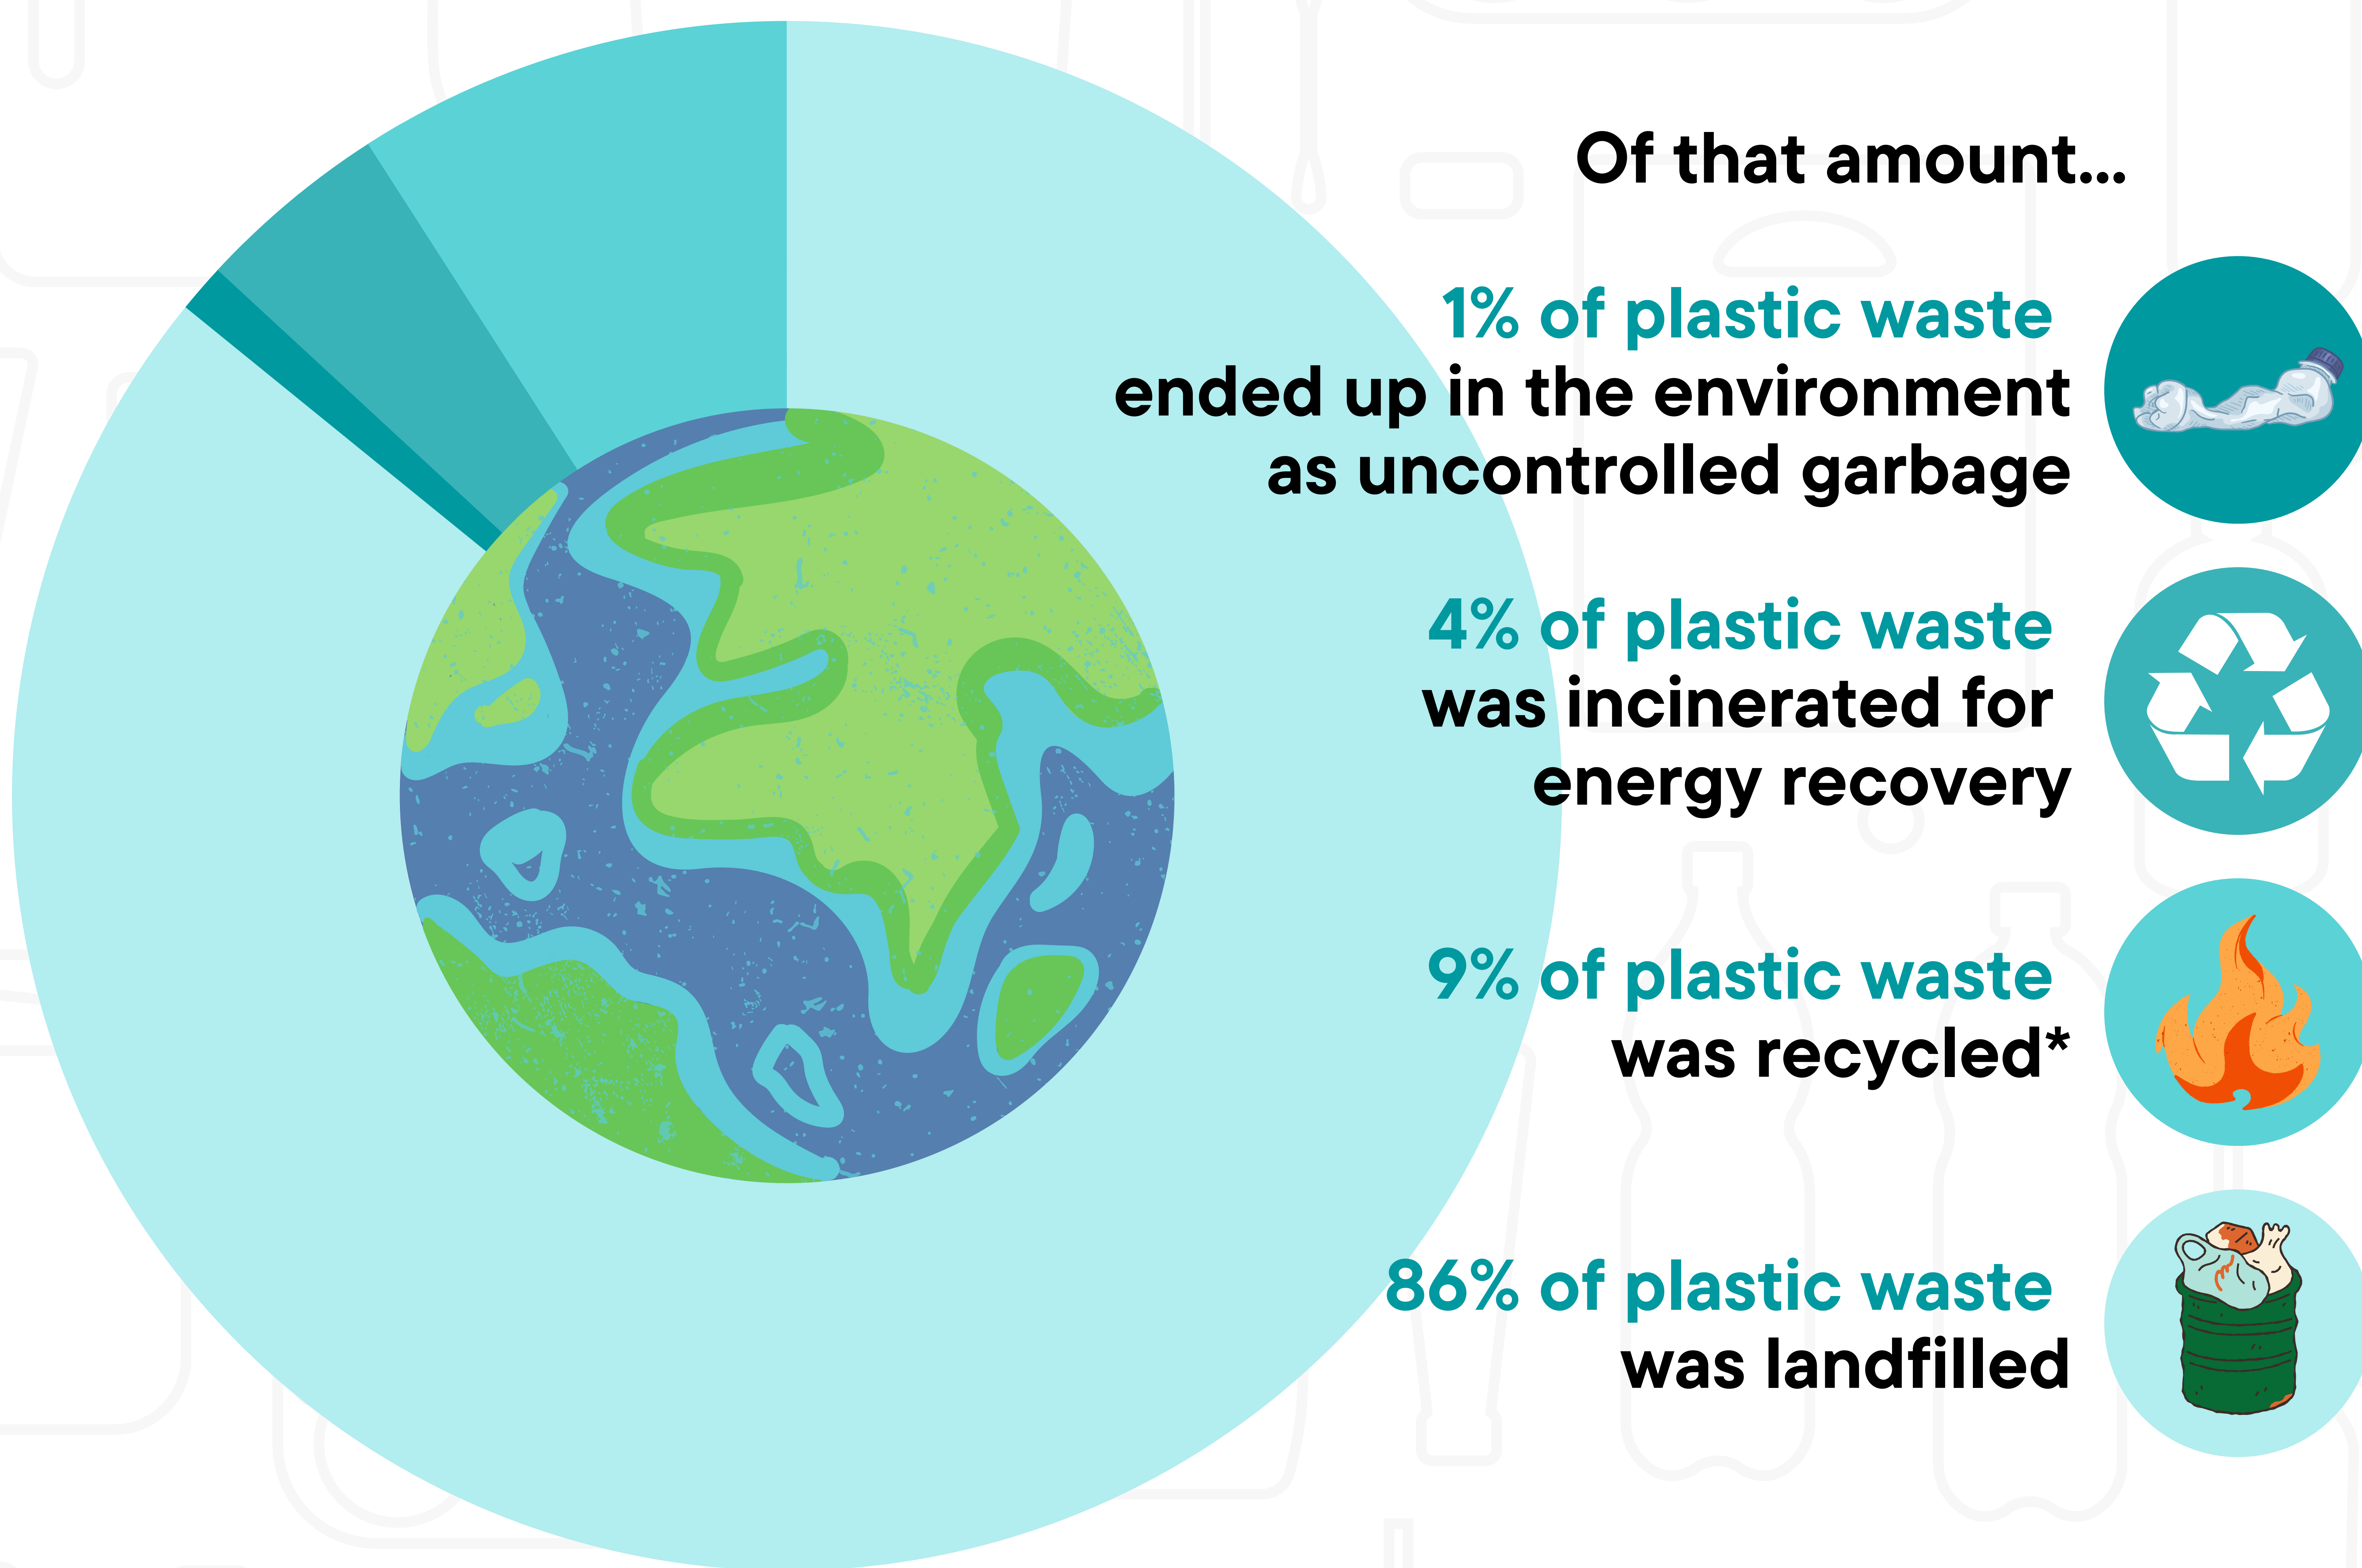 Of that amount...
1% of plastic waste
ended up in the environment
as uncontrolled garbage
4% of plastic waste
was incinerated for
energy recovery
9% of plastic waste
was recycled*
86% of plastic waste
was landfilled